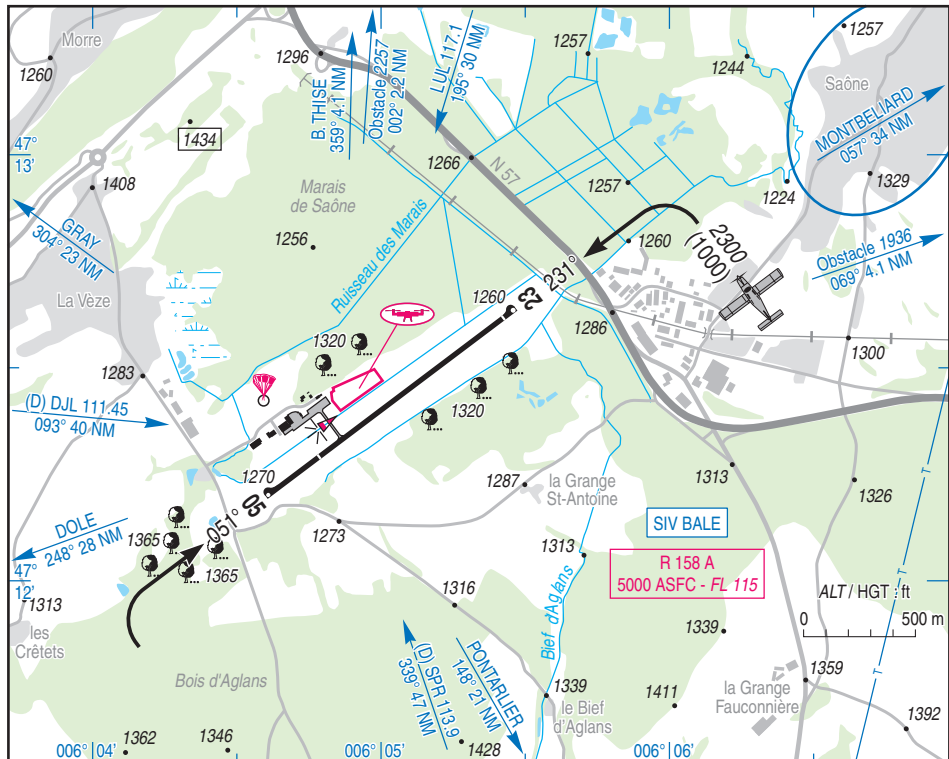 Morre
1260
1296
B. THISE
359° 4.1 NM
Obstacle 2257
002° 2.2 NM
LUL 117.1
195° 30 NM
1257
1244
1257
Saône
MONTBELIARD
057° 34 NM
47°
13'
1434
1408
1266
N 57
1257
1224
1329
Marais
de Saône
GRAY
304° 23 NM
1256
Ruisseau des Marais
1260
2300
(1000)
Obstacle 1936
069° 4.1 NM
La Vèze
231°
23
1260
1286
1300
1320
1283
(D) DJL 111.45
093° 40 NM
1320
1270
05
051°
1287
la Grange
St-Antoine
1313
1326
DOLE
248° 28 NM
1365
1365
1273
SIV BALE
47°
12'
1313
1313
R 158 A
5000 ASFC - FL 115
ALT / HGT : ft
0 500 m
1316
Bief d'Aglans
les
Crêtets
1339
Bois d'Aglans
(D) SPR 113.9
339° 47 NM
PONTARLIER
148° 21 NM
1339
le Bief
d'Aglans
1411
la Grange
Fauconnière
1359
1392
T
T
006° 04'
1362
1346
006° 05'
1428
006° 06'